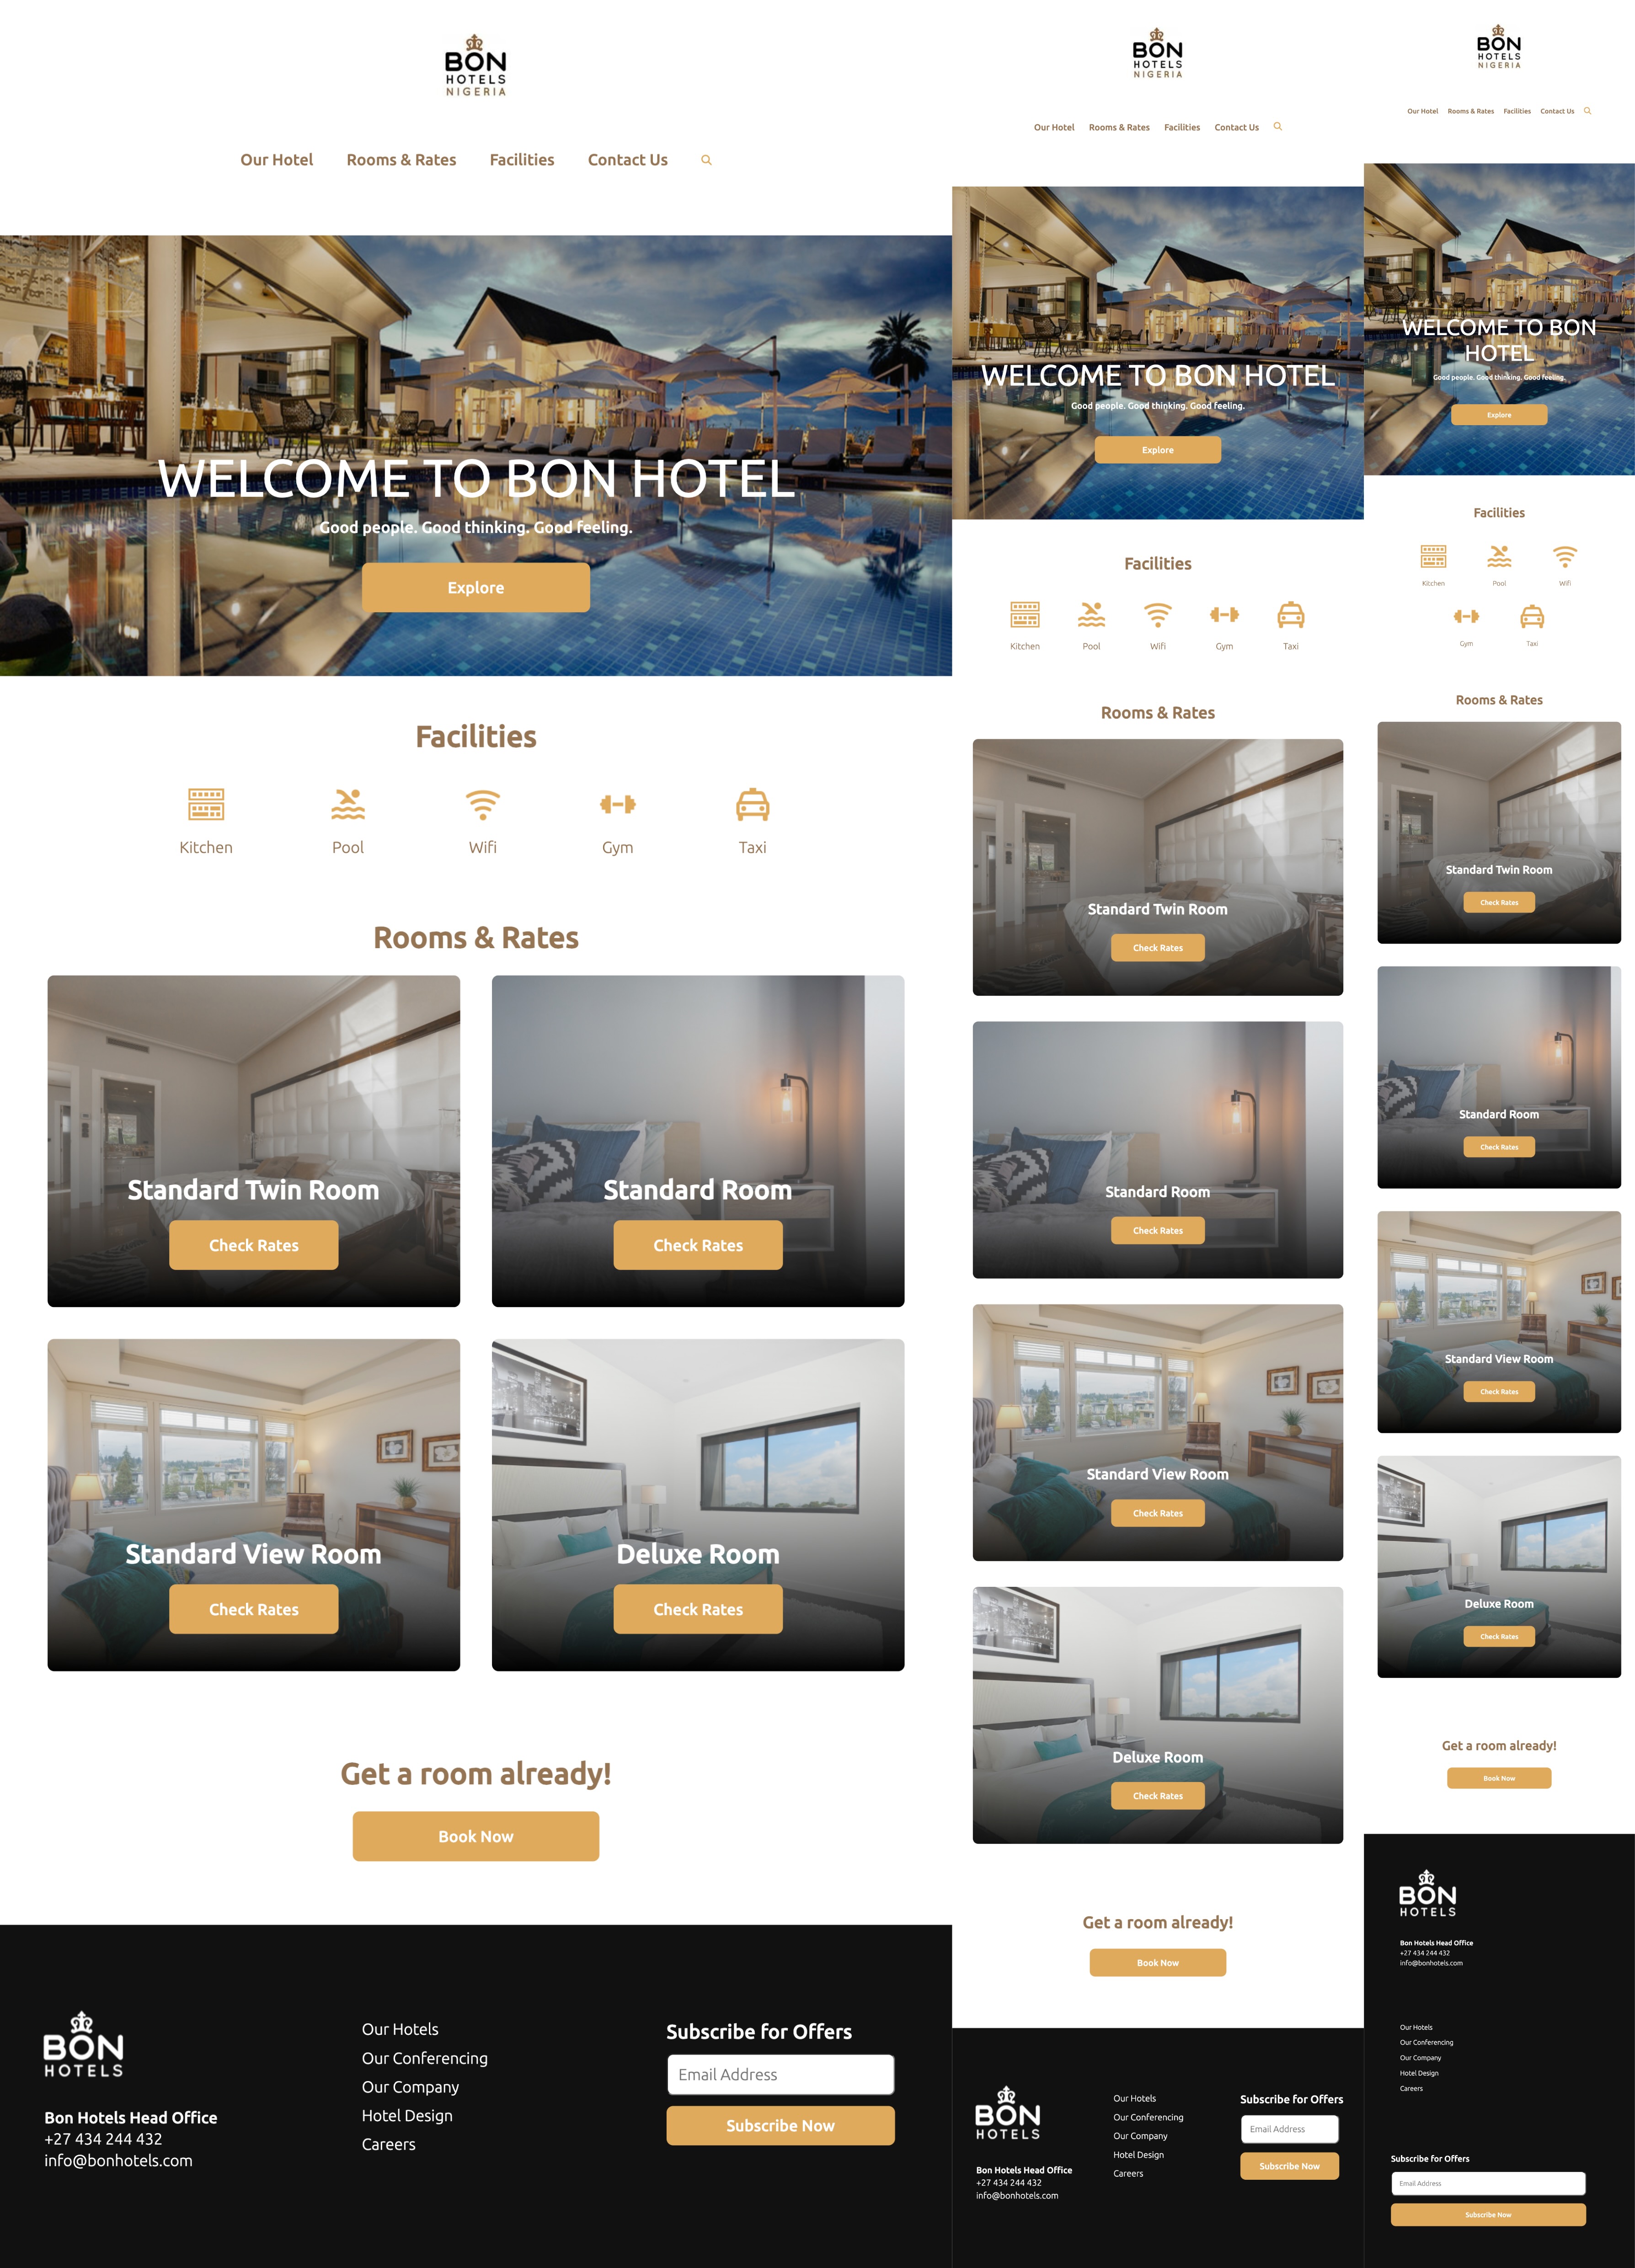 BON
HOTELS
NIGERIA
Our Hotel Rooms & Rates Facilities Contact Us
WELCOME TO BON HOTEL
Good people. Good thinking. Good feeling.
Explore
Facilities
Kitchen Pool Wifi Gym Taxi
Rooms & Rates
Standard Twin Room
Check Rates
Standard Room
Check Rates
Standard View Room
Check Rates
Deluxe Room
Check Rates
Get a room already!
Book Now
BON
HOTELS
Bon Hotels Head Office
+27 434 244 432
info@bonhotels.com
Our Hotels
Our Conferencing
Our Company
Hotel Design
Careers
Subscribe for Offers
Email Address
Subscribe Now
BON
HOTELS
NIGERIA
Our Hotel Rooms & Rates Facilities Contact Us
WELCOME TO BON HOTEL
Good people. Good thinking. Good feeling.
Explore
Facilities
Kitchen Pool Wifi Gym Taxi
Rooms & Rates
Standard Twin Room
Check Rates
Standard Room
Check Rates
Standard View Room
Check Rates
Deluxe Room
Check Rates
Get a room already!
Book Now
BON
HOTELS
Bon Hotels Head Office
+27 434 244 432
info@bonhotels.com
Our Hotels
Our Conferencing
Our Company
Hotel Design
Careers
Subscribe for Offers
Email Address
Subscribe Now
BON
HOTELS
NIGERIA
Our Hotel Rooms & Rates Facilities Contact Us
WELCOME TO BON
HOTEL
Good people. Good thinking. Good feeling.
Explore
Facilities
Kitchen Pool Wifi
Gym Taxi
Rooms & Rates
Standard Twin Room
Check Rates
Standard Room
Check Rates
Standard View Room
Check Rates
Deluxe Room
Check Rates
Get a room already!
Book Now
BON
HOTELS
Bon Hotels Head Office
+27 434 244 432
info@bonhotels.com
Our Hotels
Our Conferencing
Our Company
Hotel Design
Careers
Subscribe for Offers
Email Address
Subscribe Now